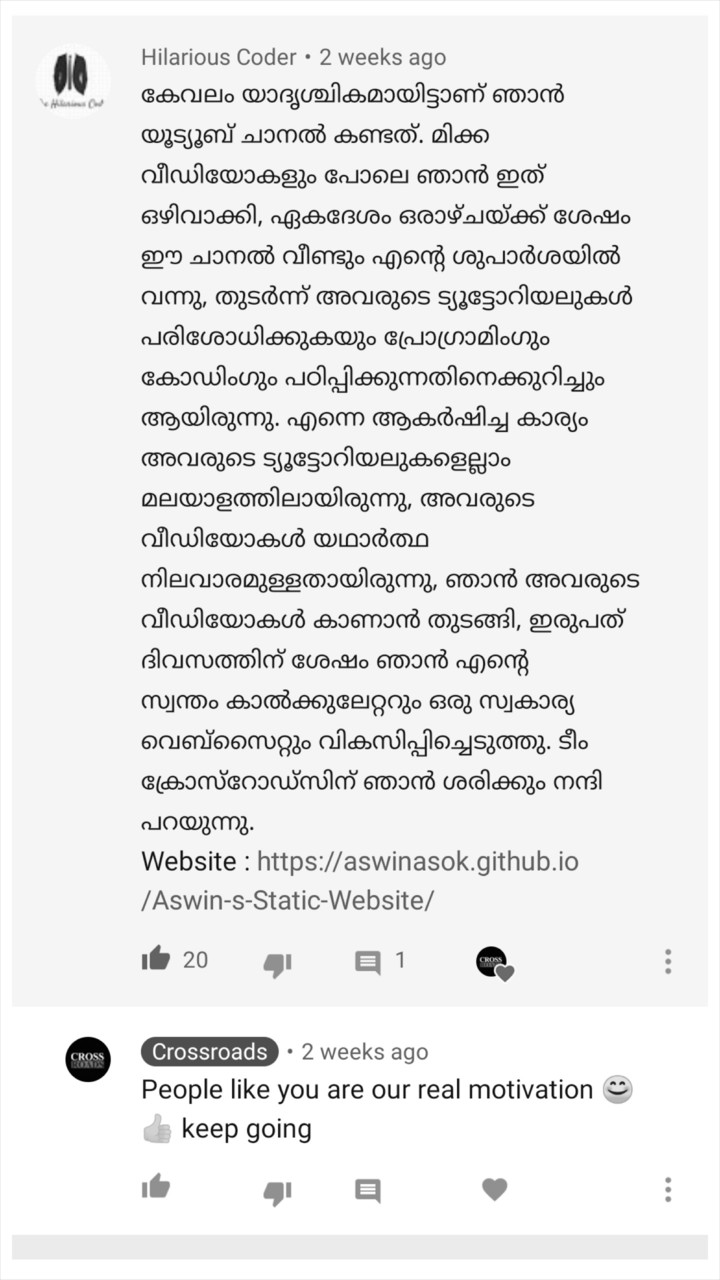 Hilarious Coder • 2 weeks ago
കേവലം യാദൃശ്ചികമായിട്ടാണ് ഞാൻ
യൂട്യൂബ് ചാനൽ കണ്ടത്. മിക്ക
വീഡിയോകളും പോലെ ഞാൻ ഇത്
ഒഴിവാക്കി, ഏകദേശം ഒരാഴ്ചയ്ക്ക് ശേഷം
ഈ ചാനൽ വീണ്ടും എന്റെ ശുപാർശയിൽ
വന്നു, തുടർന്ന് അവരുടെ ട്യൂട്ടോറിയലുകൾ
പരിശോധിക്കുകയും പ്രോഗ്രാമിംഗും
കോഡിംഗും പഠിപ്പിക്കുന്നതിനെക്കുറിച്ചും
ആയിരുന്നു. എന്നെ ആകർഷിച്ച കാര്യം
അവരുടെ ട്യൂട്ടോറിയലുകളെല്ലാം
മലയാളത്തിലായിരുന്നു, അവരുടെ
വീഡിയോകൾ യഥാർത്ഥ
നിലവാരമുള്ളതായിരുന്നു, ഞാൻ അവരുടെ
വീഡിയോകൾ കാണാൻ തുടങ്ങി, ഇരുപത്
ദിവസത്തിന് ശേഷം ഞാൻ എന്റെ
സ്വന്തം കാൽക്കുലേറ്ററും ഒരു സ്വകാര്യ
വെബ്സൈറ്റും വികസിപ്പിച്ചെടുത്തു. ടീം
ക്രോസ്റോഡ്സിന് ഞാൻ ശരിക്കും നന്ദി
പറയുന്നു.
Website : https://aswinasok.github.io
/Aswin-s-Static-Website/
20 1
CROSS
Crossroads • 2 weeks ago
CROSS
People like you are our real motivation 😊
👍 keep going